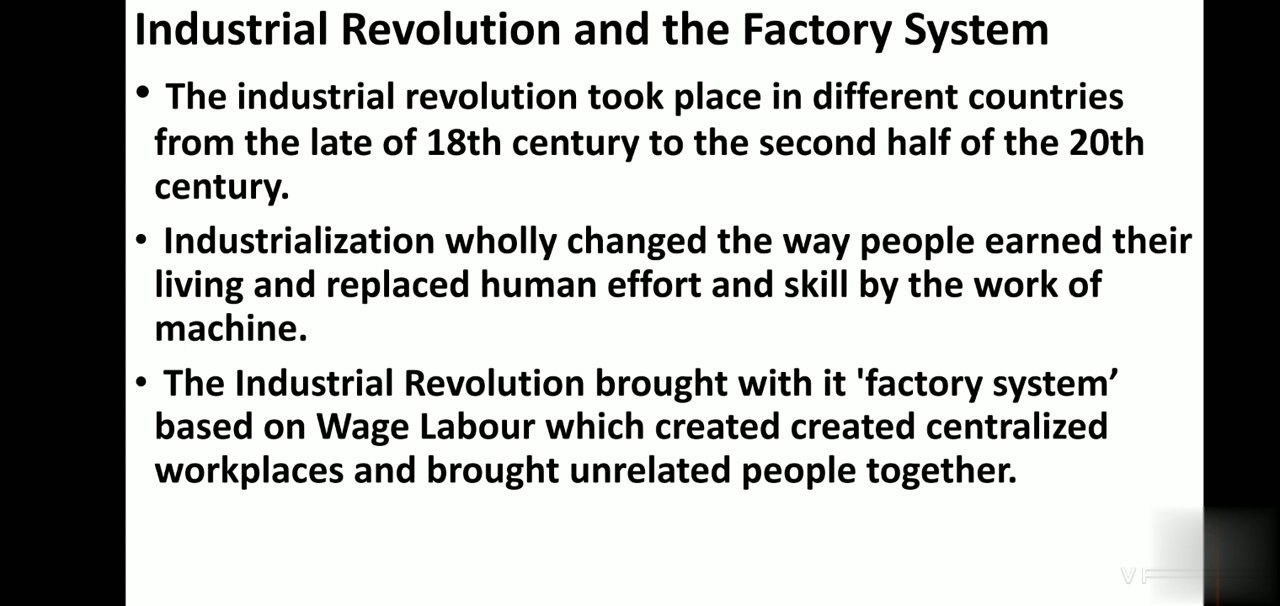 Industrial Revolution and the Factory System
• The industrial revolution took place in different countries
from the late of 18th century to the second half of the 20th
century.
• Industrialization wholly changed the way people earned their
living and replaced human effort and skill by the work of
machine.
• The Industrial Revolution brought with it 'factory system’
based on Wage Labour which created created centralized
workplaces and brought unrelated people together.